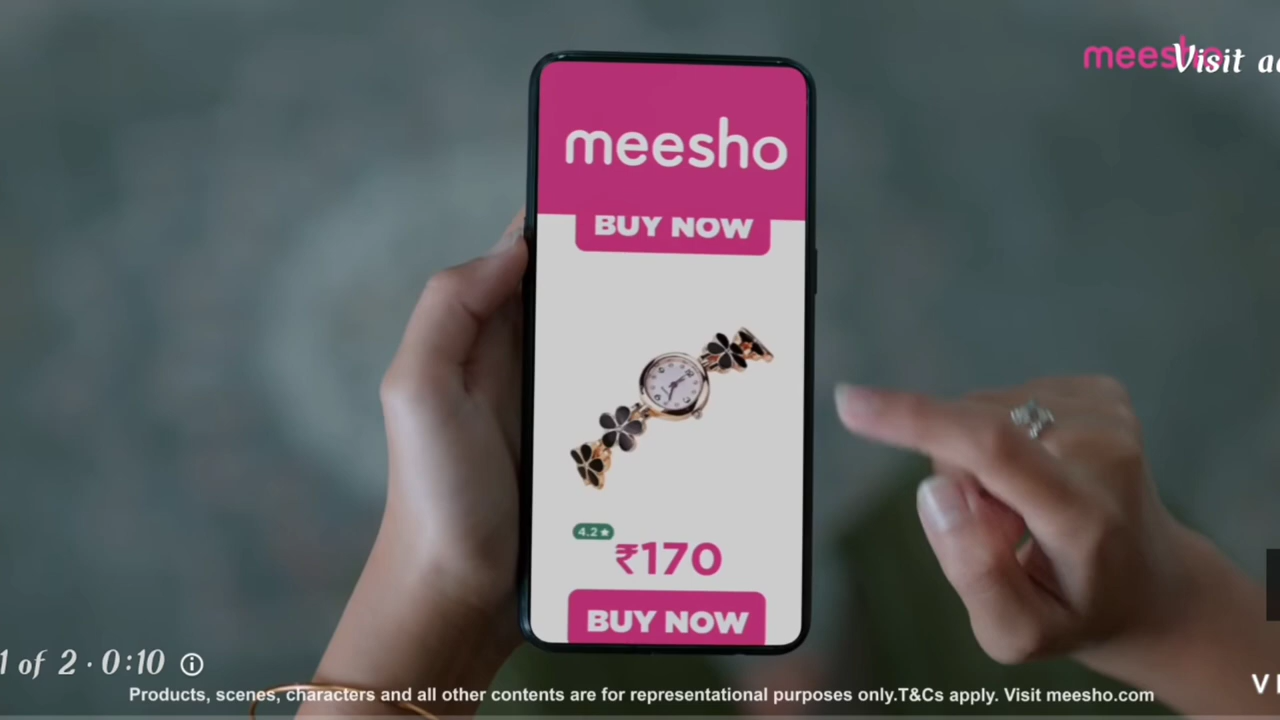 meesho
Visit
meesho
BUY NOW
4.2★
₹170
BUY NOW
1 of 2 · 0:10
Products, scenes, characters and all other contents are for representational purposes only.T&Cs apply. Visit meesho.com